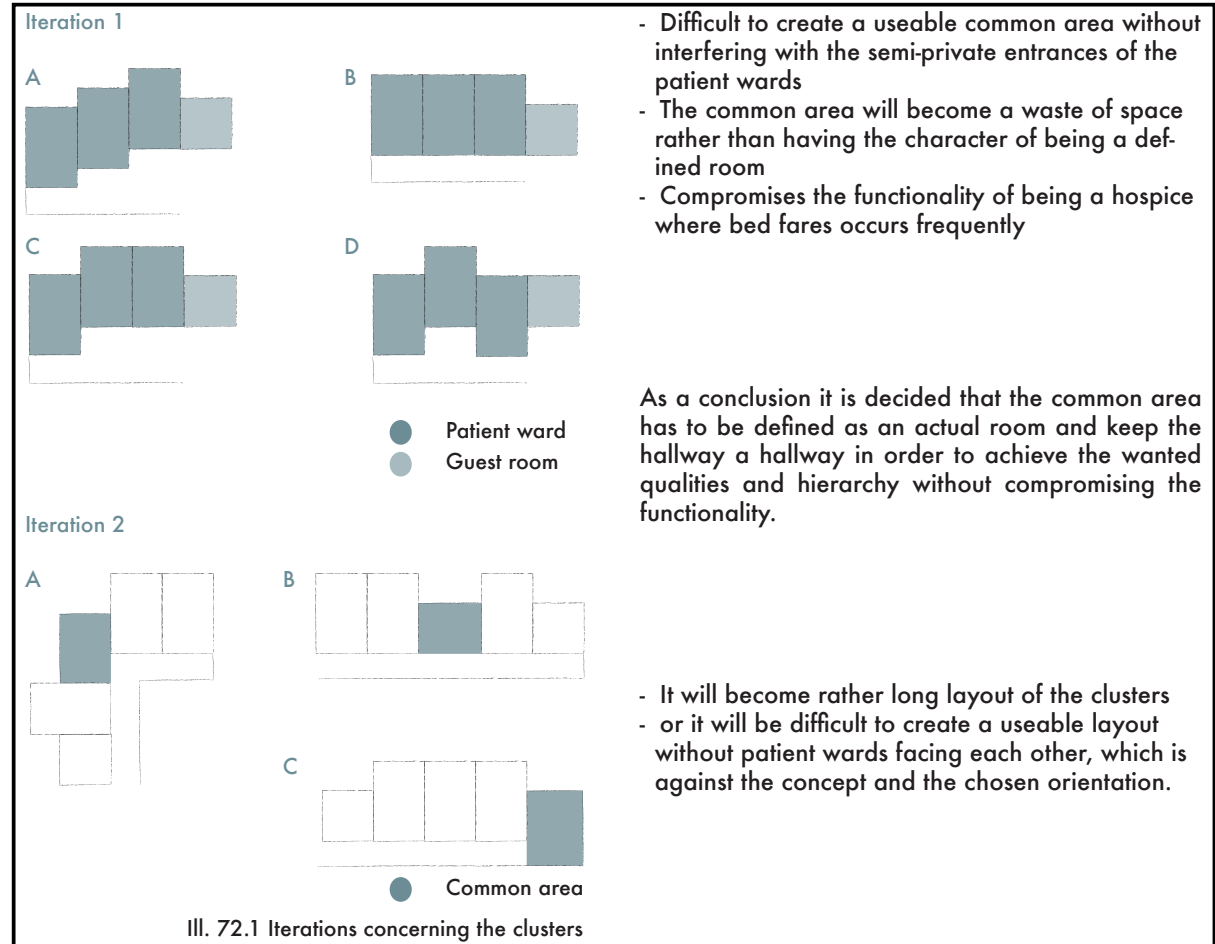 Iteration 1
A
B
C
D
Patient ward
Guest room
- Difficult to create a useable common area without
interfering with the semi-private entrances of the
patient wards
- The common area will become a waste of space
rather than having the character of being a def-
ined room
- Compromises the functionality of being a hospice
where bed fares occurs frequently
As a conclusion it is decided that the common area
has to be defined as an actual room and keep the
hallway a hallway in order to achieve the wanted
qualities and hierarchy without compromising the
functionality.
Iteration 2
A
B
C
Common area
- It will become rather long layout of the clusters
- or it will be difficult to create a useable layout
without patient wards facing each other, which is
against the concept and the chosen orientation.
Ill. 72.1 Iterations concerning the clusters